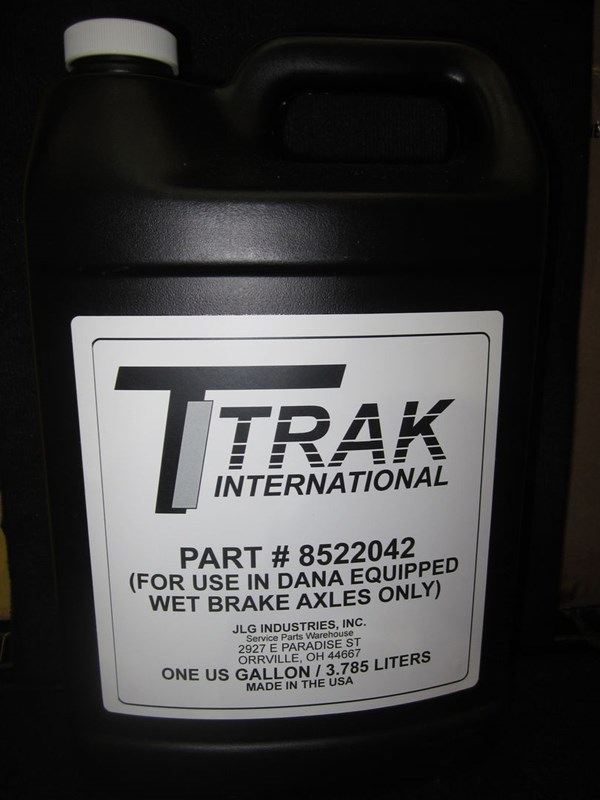 TRAK
INTERNATIONAL
PART # 8522042
(FOR USE IN DANA EQUIPPED
WET BRAKE AXLES ONLY)
JLG INDUSTRIES, INC.
Service Parts Warehouse
2927 E PARADISE ST
ORRVILLE, OH 44667
ONE US GALLON / 3.785 LITERS
MADE IN THE USA